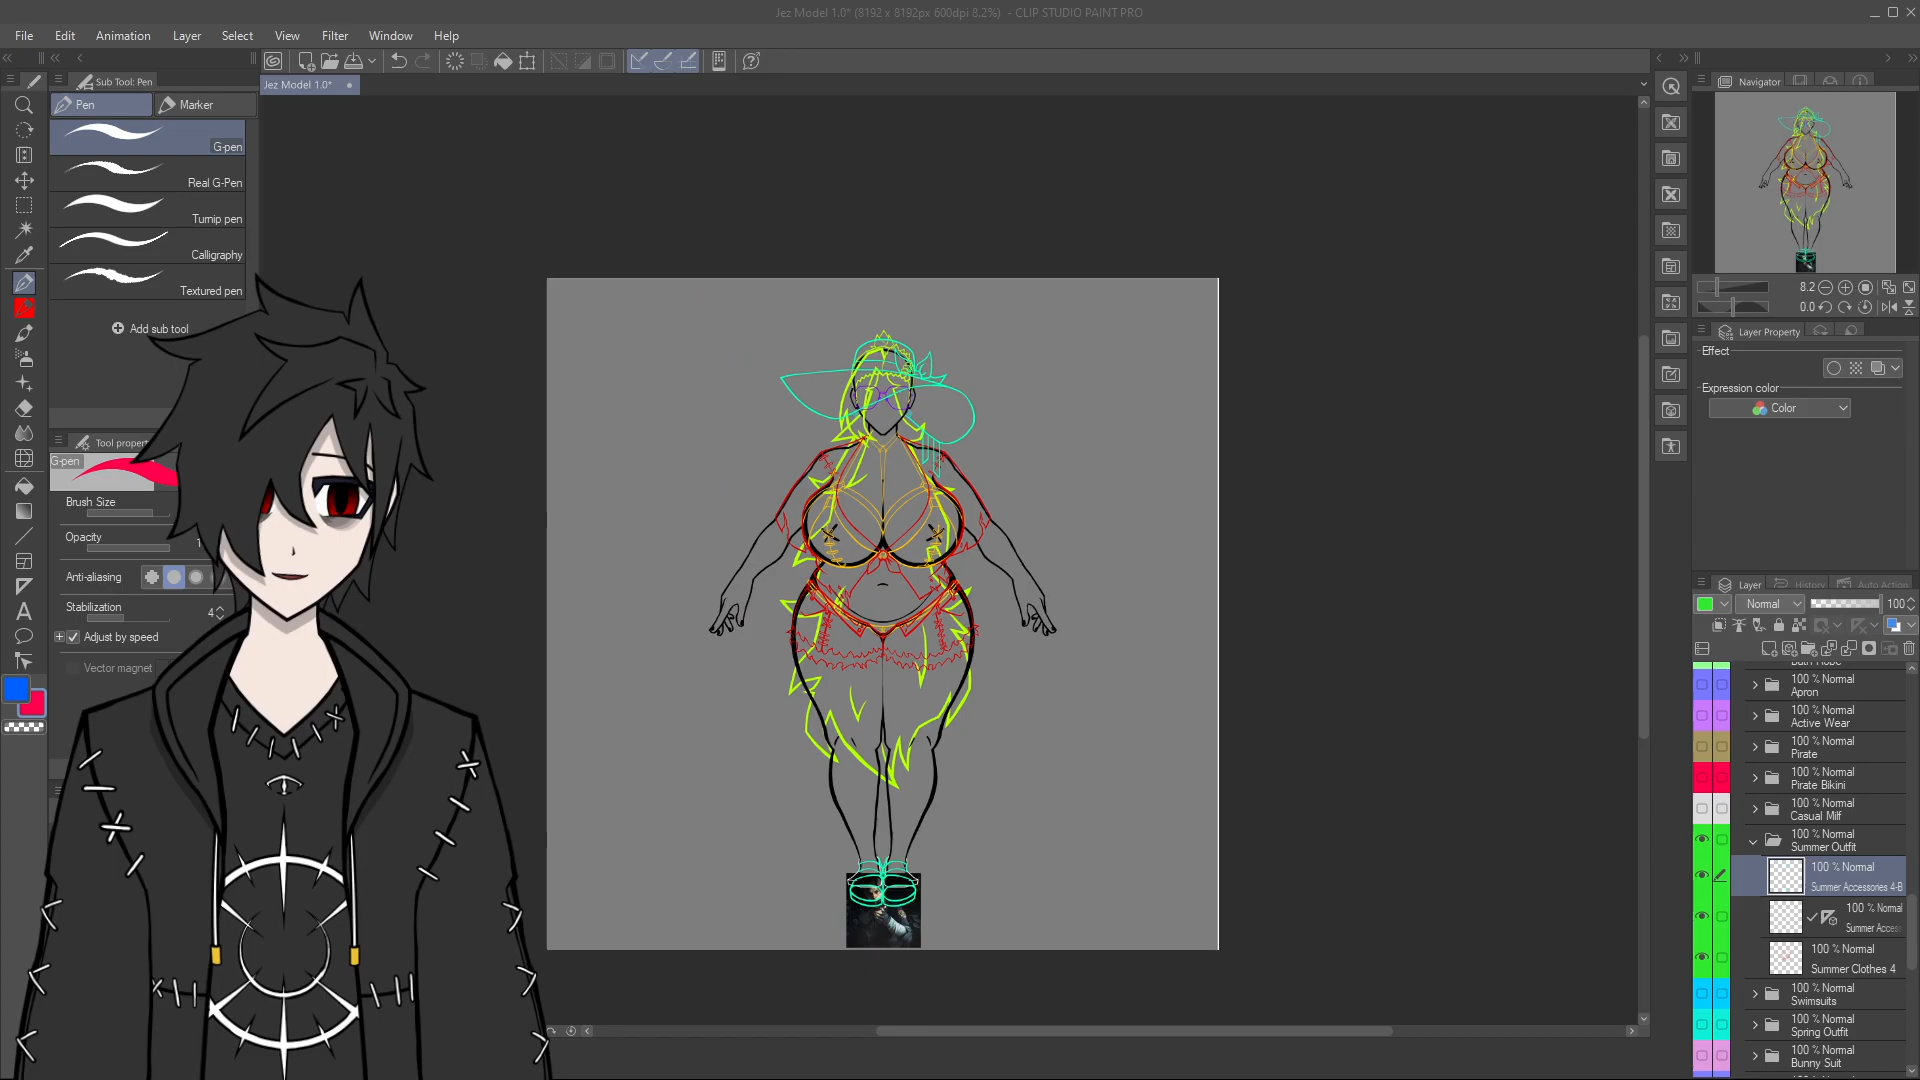 Jez Model 1.0* (8192 x 8192px 600dpi 8.2%) - CLIP STUDIO PAINT PRO
File Edit Animation Layer Select View Filter Window Help
Sub Tool: Pen
Jez Model 1.0*
Navigator
Pen Marker
G-pen
Real G-Pen
Turnip pen
Calligraphy
Textured pen
Add sub tool
8.2
0.0
Layer Property
Effect
Expression color
Color
Tool property
G-pen
Brush Size
Opacity
Anti-aliasing
Stabilization 4
Adjust by speed
Vector magnet
Layer History Auto Action
Normal 100
Bath Robe
100 % Normal
Apron
100 % Normal
Active Wear
100 % Normal
Pirate
100 % Normal
Pirate Bikini
100 % Normal
Casual Milf
100 % Normal
Summer Outfit
100 % Normal
Summer Accessories 4-B
100 % Normal
Summer Access
100 % Normal
Summer Clothes 4
100 % Normal
Swimsuits
100 % Normal
Spring Outfit
100 % Normal
Bunny Suit